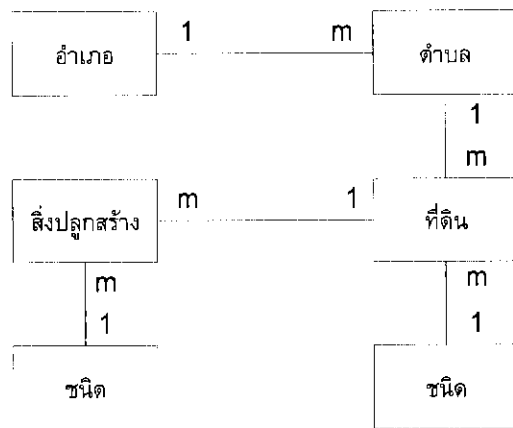 อำเภอ 1 m ตำบล
1
m
สิ่งปลูกสร้าง m 1 ที่ดิน
m m
1 1
ชนิด ชนิด